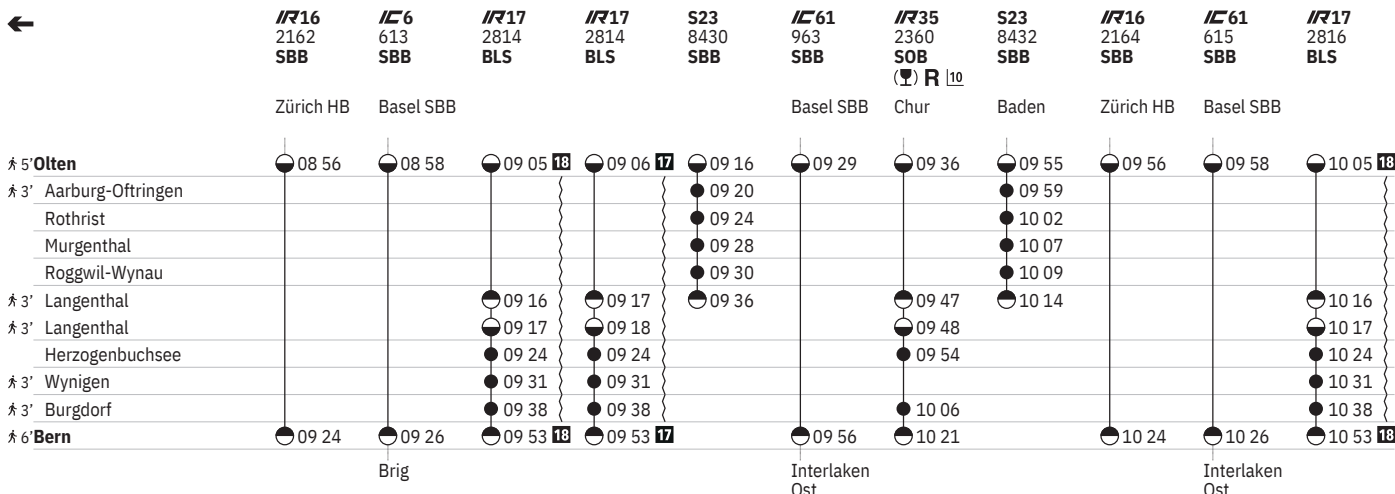 IR16 IC6 IR17 IR17 S23 IC61 IR35 S23 IR16 IC61 IR17
2162 613 2814 2814 8430 963 2360 8432 2164 615 2816
SBB SBB BLS BLS SBB SBB SOB SBB SBB SBB BLS
R 10
Zürich HB Basel SBB Basel SBB Chur Baden Zürich HB Basel SBB
5' Olten 08 56 08 58 09 05 18 09 06 17 09 16 09 29 09 36 09 55 09 56 09 58 10 05 18
3' Aarburg-Oftringen 09 20 09 59
Rothrist 09 24 10 02
Murgenthal 09 28 10 07
Roggwil-Wynau 09 30 10 09
3' Langenthal 09 16 09 17 09 36 09 47 10 14 10 16
3' Langenthal 09 17 09 18 09 48 10 17
Herzogenbuchsee 09 24 09 24 09 54 10 24
3' Wynigen 09 31 09 31 10 31
3' Burgdorf 09 38 09 38 10 06 10 38
6' Bern 09 24 09 26 09 53 18 09 53 17 09 56 10 21 10 24 10 26 10 53 18
Brig Interlaken Interlaken
Ost Ost